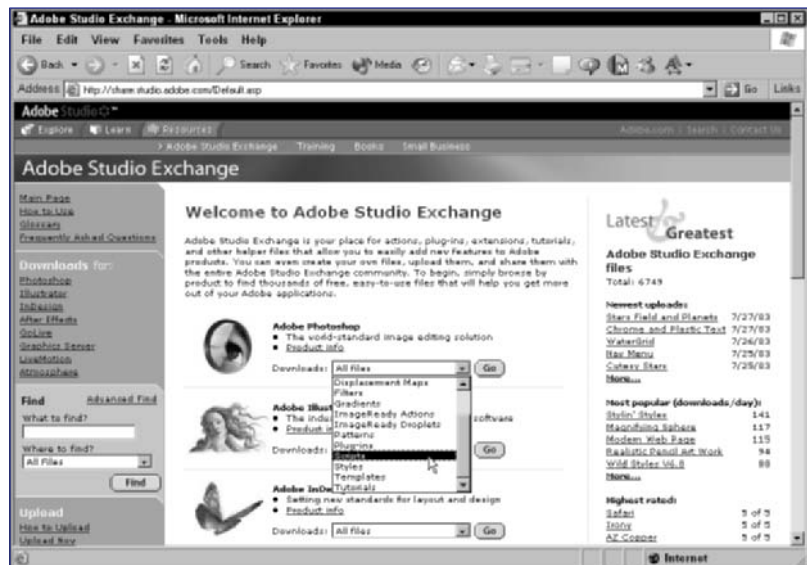 Adobe Studio Exchange - Microsoft Internet Explorer
File Edit View Favorites Tools Help
Back Search Favorites Media
Address http://share.studio.adobe.com/Default.asp Go Links
Adobe Studio
Explore Learn Resources Adobe.com | Search | Contact Us
> Adobe Studio Exchange Training Books Small Business
Adobe Studio Exchange
Main Page
How to Use
Glossary
Frequently Asked Questions
Downloads for:
Photoshop
Illustrator
InDesign
After Effects
GoLive
Graphics Server
LiveMotion
Atmosphere
Find Advanced Find
What to find?
Where to find?
All Files
Find
Upload
How to Upload
Upload Now
Welcome to Adobe Studio Exchange
Adobe Studio Exchange is your place for actions, plug-ins, extensions, tutorials,
and other helper files that allow you to easily add new features to Adobe
products. You can even create your own files, upload them, and share them with
the entire Adobe Studio Exchange community. To begin, simply browse by
product to find thousands of free, easy-to-use files that will help you get more
out of your Adobe applications.
Adobe Photoshop
• The world-standard image editing solution
• Product info
Downloads: All files Go
Displacement Maps
Filters
Gradients
ImageReady Actions
ImageReady Droplets
Patterns
Plug-ins
Scripts
Styles
Templates
Tutorials
Adobe Illust
• The indus software
• Product in
Downloads: Go
Adobe InDe
• Setting new standards for layout and design
• Product info
Downloads: All files Go
Latest & Greatest
Adobe Studio Exchange
files
Total: 6749
Newest uploads:
Stars Field and Planets 7/27/03
Chrome and Plastic Text 7/27/03
WaterGrid 7/26/03
Nav Menu 7/25/03
Cutesy Stars 7/25/03
More...
Most popular (downloads/day):
Stylin' Styles 141
Magnifying Sphere 117
Modern Web Page 115
Realistic Pencil Art Work 94
Wild Styles V6.0 88
More...
Highest rated:
Safari 5 of 5
Irony 5 of 5
AZ Copper 5 of 5
Internet